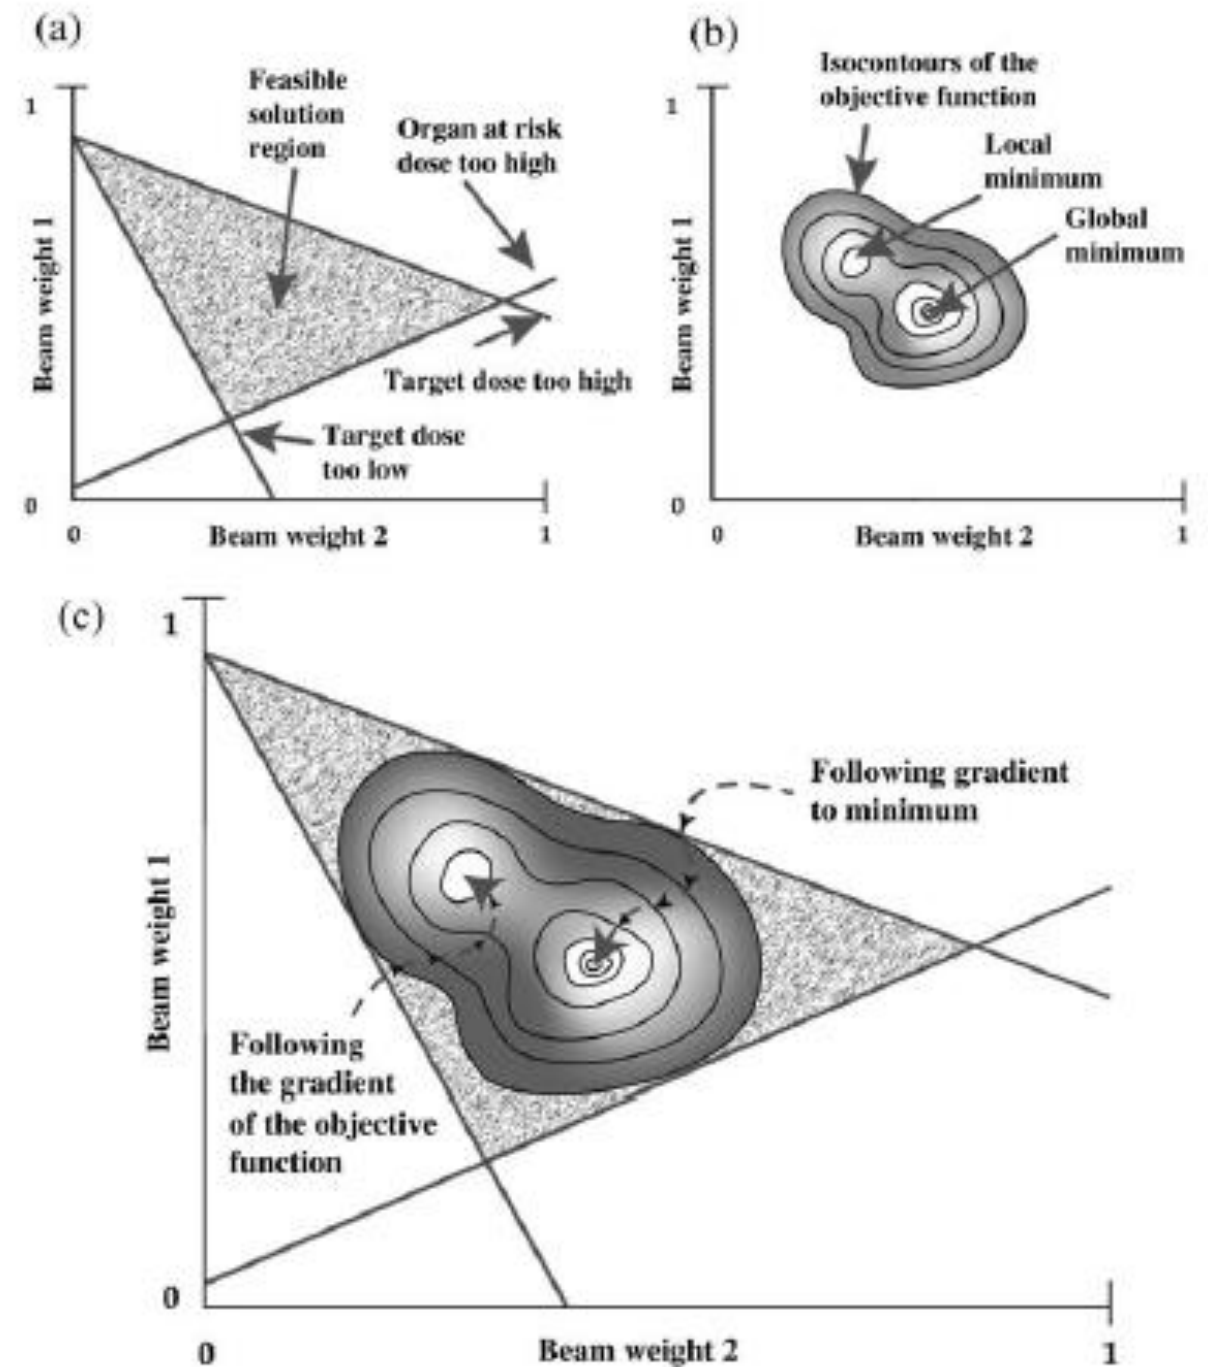 (a)
1
Feasible
solution
region
Organ at risk
dose too high
Target dose too high
Target dose
too low
Beam weight 1
0
0
Beam weight 2
1
(b)
1
Isocontours of the
objective function
Local
minimum
Global
minimum
Beam weight 1
0
0
Beam weight 2
1
(c)
1
Following gradient
to minimum
Following
the gradient
of the objective
function
Beam weight 1
0
0
Beam weight 2
1